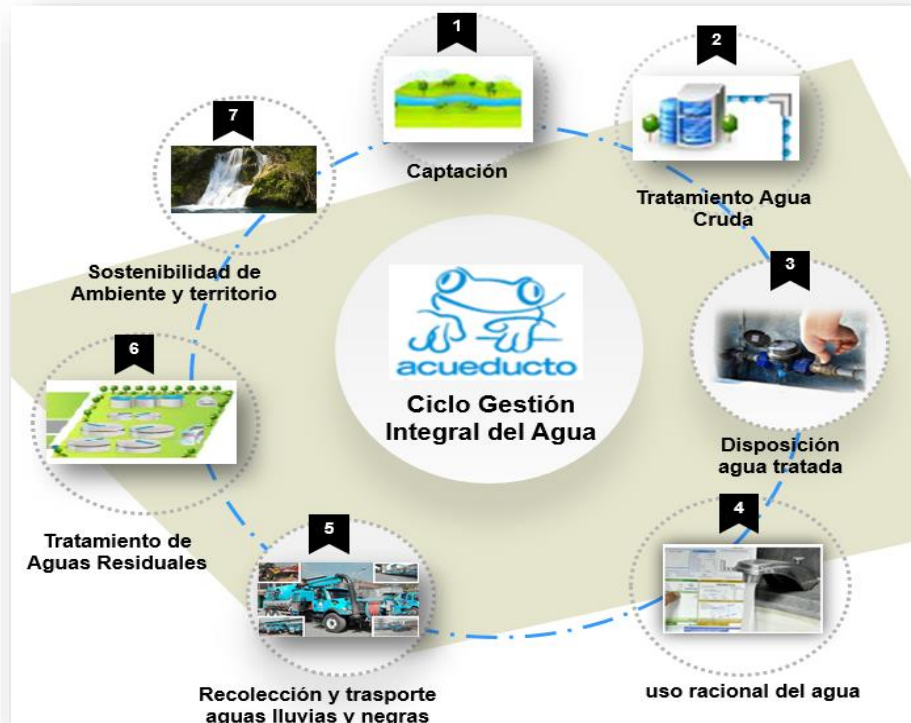 1
Captación
2
Tratamiento Agua
Cruda
3
Disposición
agua tratada
4
uso racional del agua
5
Recolección y trasporte
aguas lluvias y negras
6
Tratamiento de
Aguas Residuales
7
Sostenibilidad de
Ambiente y territorio
acueducto
Ciclo Gestión
Integral del Agua